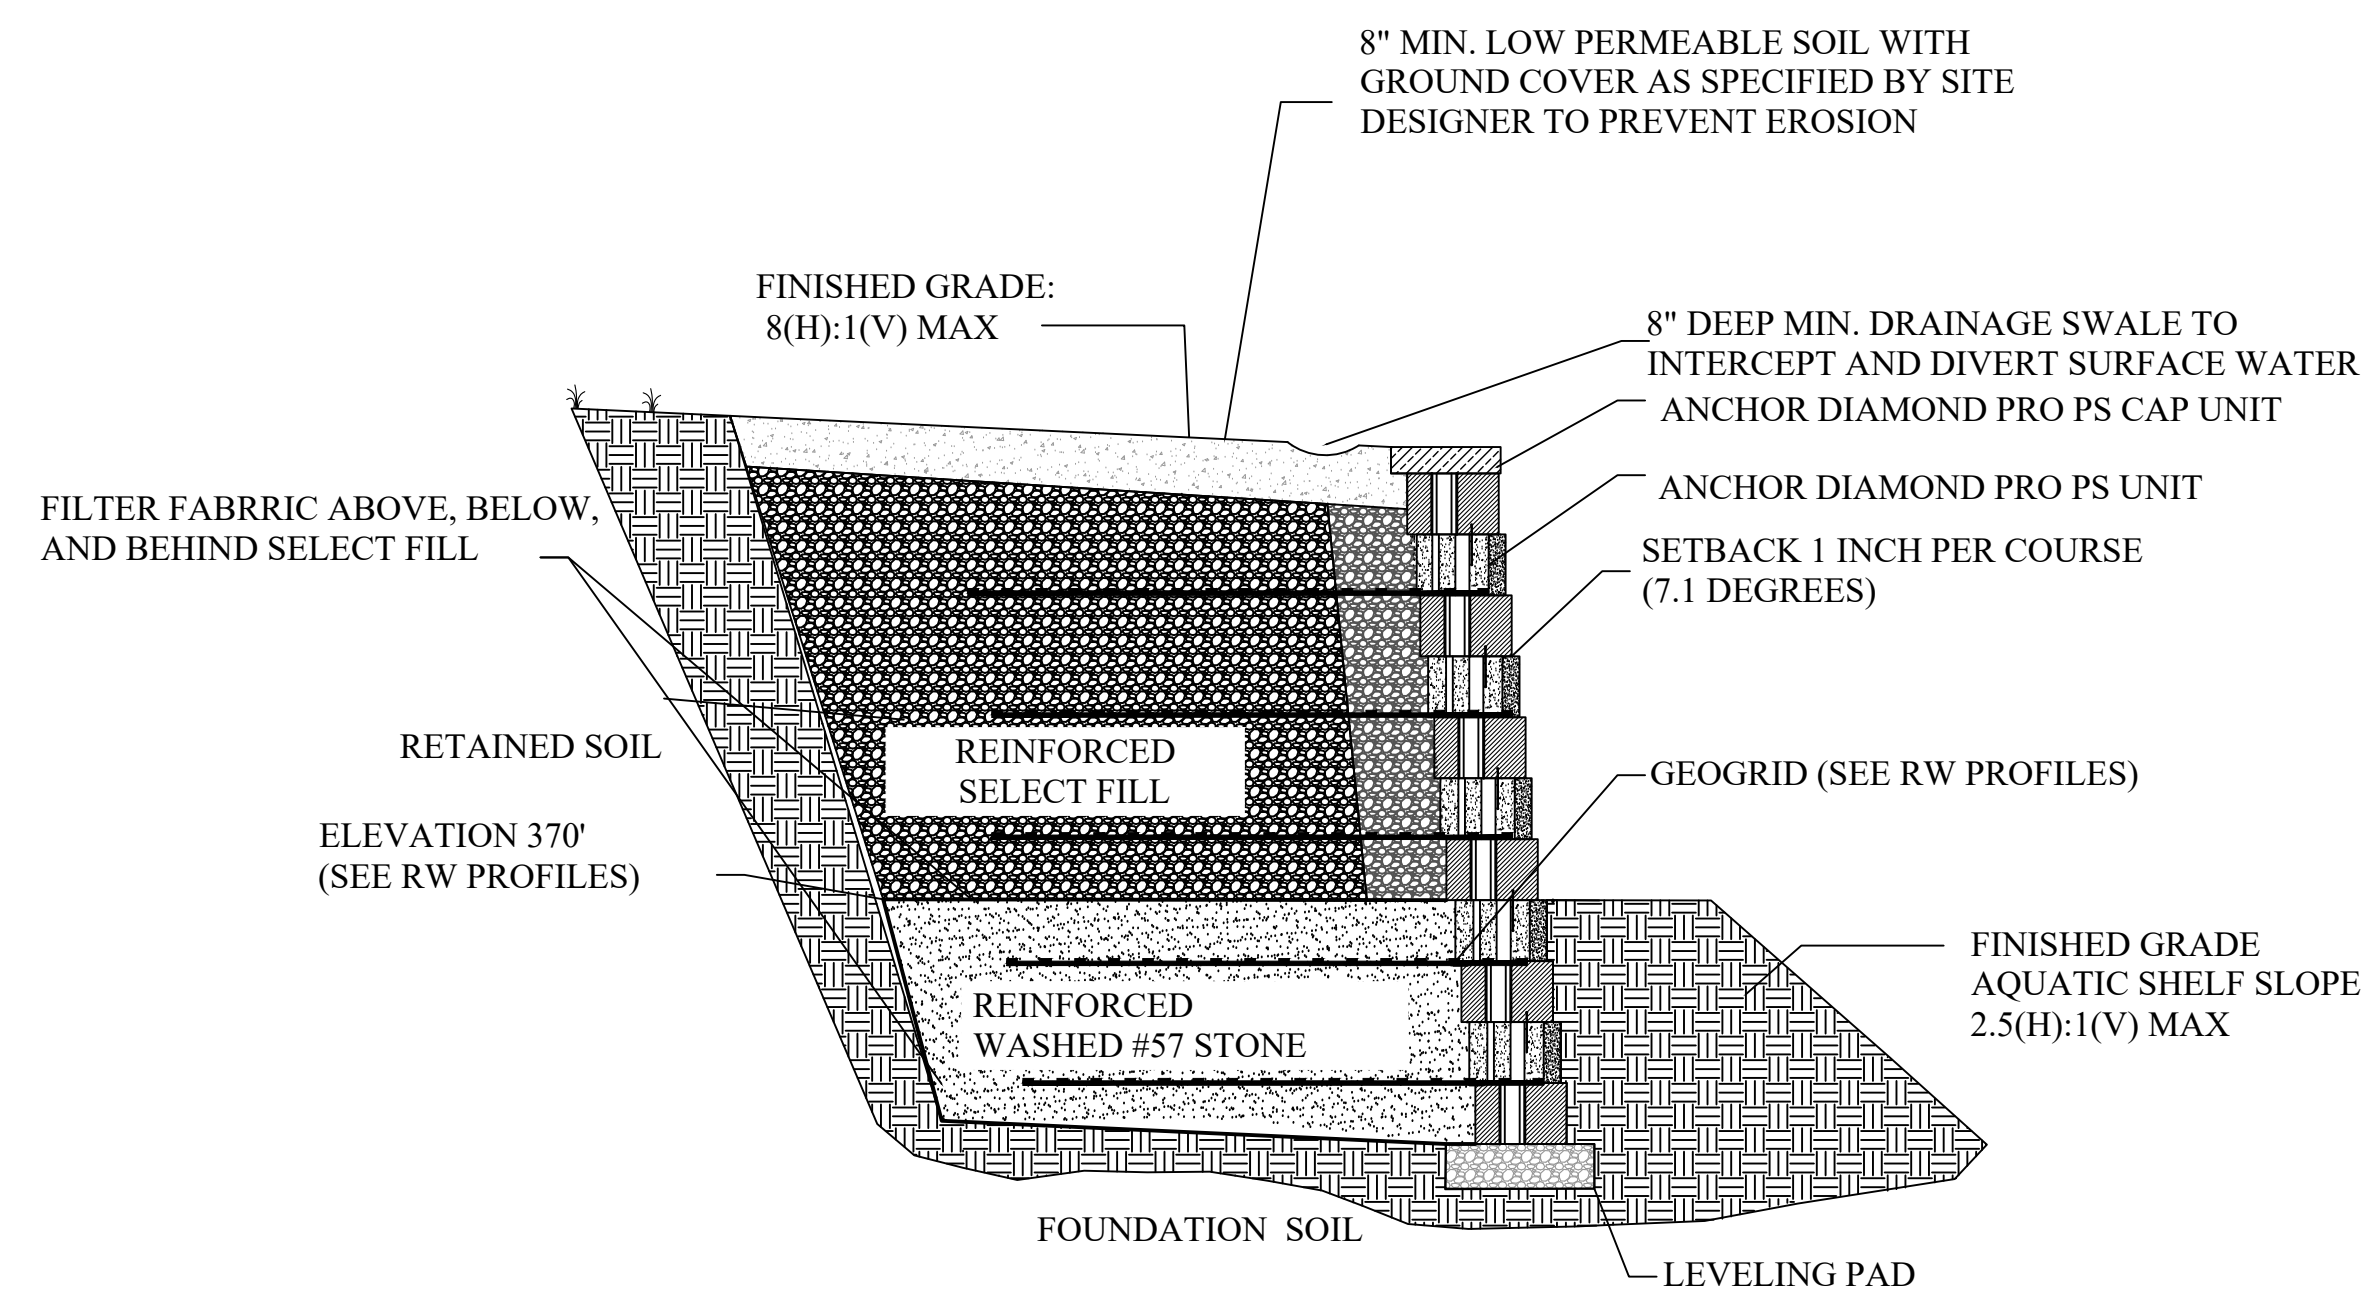 8" MIN. LOW PERMEABLE SOIL WITH
GROUND COVER AS SPECIFIED BY SITE
DESIGNER TO PREVENT EROSION
FINISHED GRADE:
8(H):1(V) MAX
8" DEEP MIN. DRAINAGE SWALE TO
INTERCEPT AND DIVERT SURFACE WATER
ANCHOR DIAMOND PRO PS CAP UNIT
ANCHOR DIAMOND PRO PS UNIT
FILTER FABRRIC ABOVE, BELOW,
AND BEHIND SELECT FILL
SETBACK 1 INCH PER COURSE
(7.1 DEGREES)
RETAINED SOIL
REINFORCED
SELECT FILL
GEOGRID (SEE RW PROFILES)
ELEVATION 370'
(SEE RW PROFILES)
FINISHED GRADE
AQUATIC SHELF SLOPE
2.5(H):1(V) MAX
REINFORCED
WASHED #57 STONE
FOUNDATION SOIL
LEVELING PAD